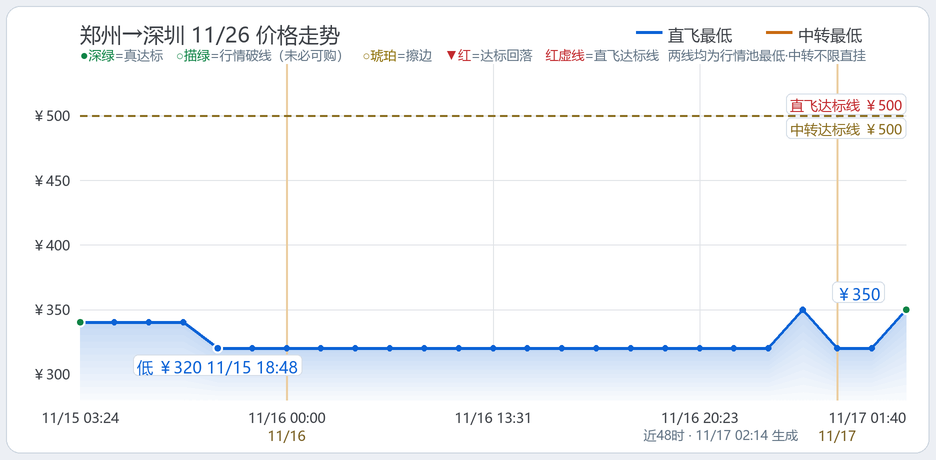 郑州→深圳 11/26 价格走势
直飞最低 中转最低
●深绿=真达标 ○描绿=行情破线（未必可购） ○琥珀=擦边 ▼红=达标回落 红虚线=直飞达标线 两线均为行情池最低·中转不限直挂
直飞达标线 ￥500
￥500
中转达标线 ￥500
￥450
￥400
￥350
￥350
低 ￥320 11/15 18:48
￥300
11/15 03:24 11/16 00:00 11/16 13:31 11/16 20:23 11/17 01:40
11/16 近48时 · 11/17 02:14 生成 11/17